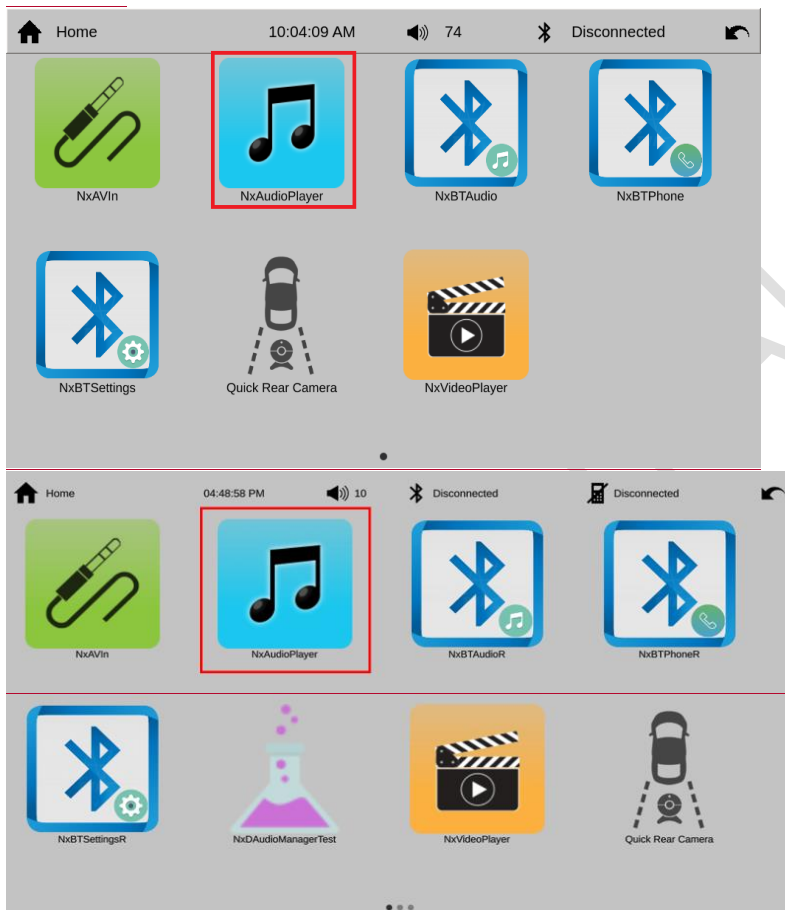 Home 10:04:09 AM 74 Disconnected
NxAVIn NxAudioPlayer NxBTAudio NxBTPhone
NxBTSettings Quick Rear Camera NxVideoPlayer
Home 04:48:58 PM 10 Disconnected Disconnected
NxAVIn NxAudioPlayer NxBTAudioR NxBTPhoneR
NxBTSettingsR NxDAudioManagerTest NxVideoPlayer Quick Rear Camera